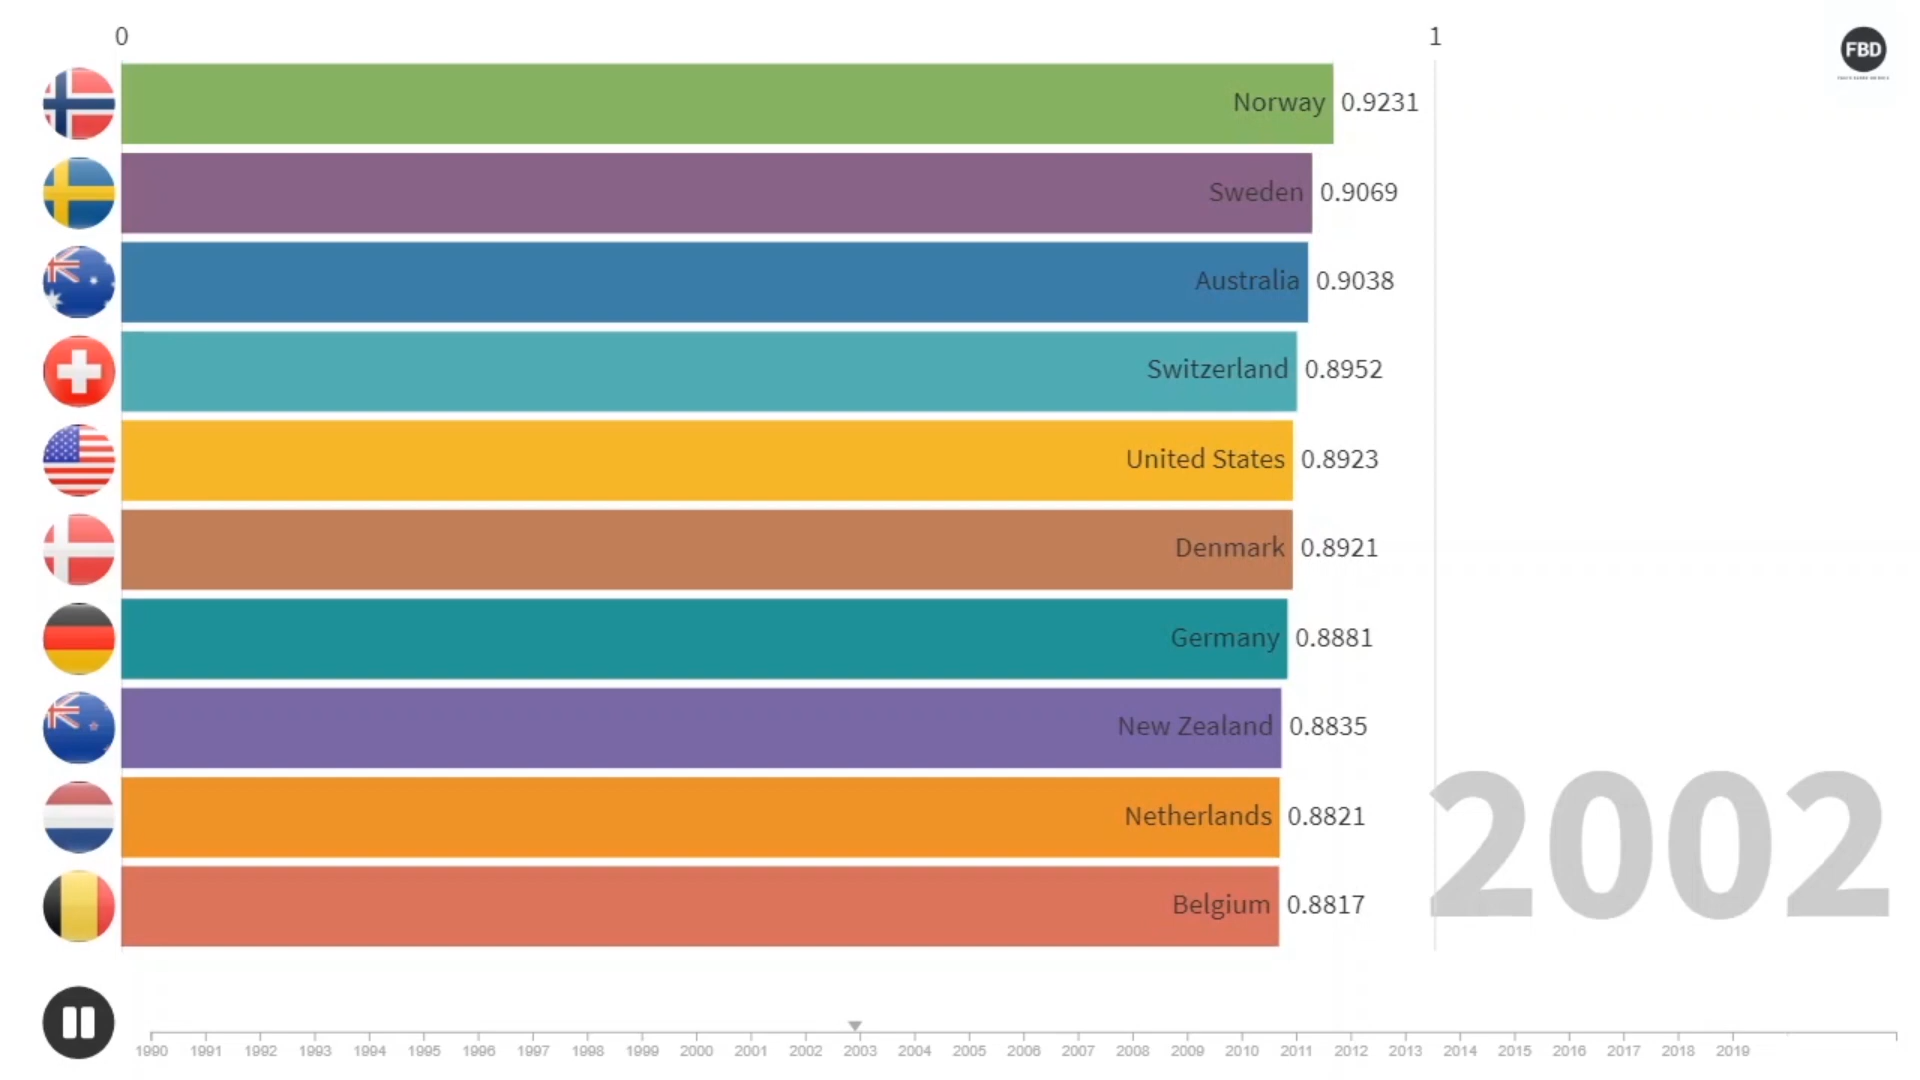 0 1
FBD
Norway 0.9231
Sweden 0.9069
Australia 0.9038
Switzerland 0.8952
United States 0.8923
Denmark 0.8921
Germany 0.8881
New Zealand 0.8835
Netherlands 0.8821
Belgium 0.8817
2002
1990 1991 1992 1993 1994 1995 1996 1997 1998 1999 2000 2001 2002 2003 2004 2005 2006 2007 2008 2009 2010 2011 2012 2013 2014 2015 2016 2017 2018 2019